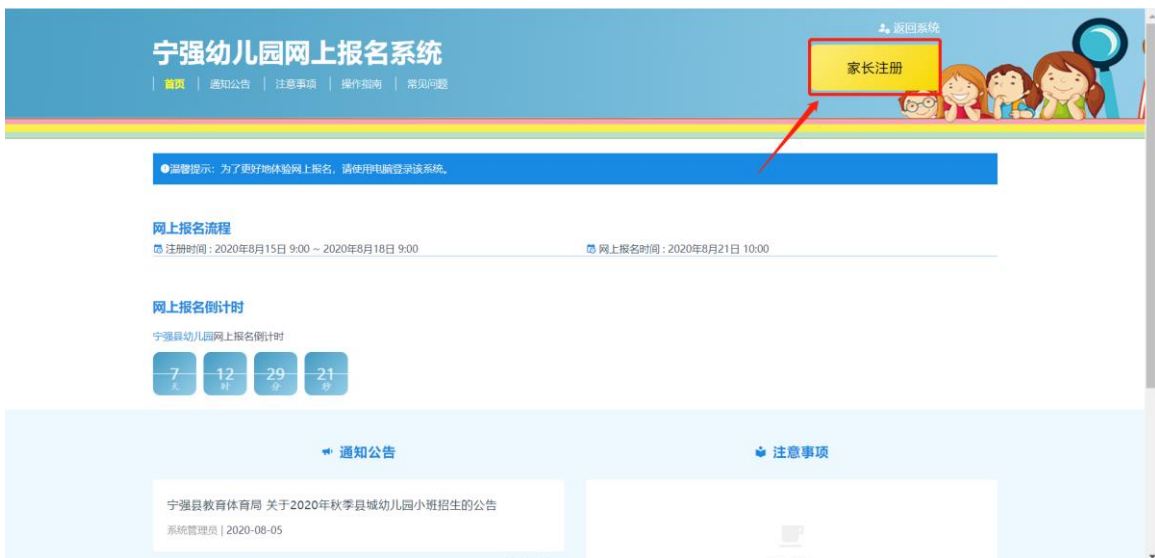 返回系统
宁强幼儿园网上报名系统
家长注册
首页 | 通知公告 | 注意事项 | 操作指南 | 常见问题
温馨提示：为了更好地体验网上报名，请使用电脑登录该系统。
网上报名流程
注册时间 : 2020年8月15日 9:00 ~ 2020年8月18日 9:00
网上报名时间 : 2020年8月21日 10:00
网上报名倒计时
宁强县幼儿园网上报名倒计时
7 12 29 21
天 时 分 秒
通知公告
注意事项
宁强县教育体育局 关于2020年秋季县城幼儿园小班招生的公告
系统管理员 | 2020-08-05